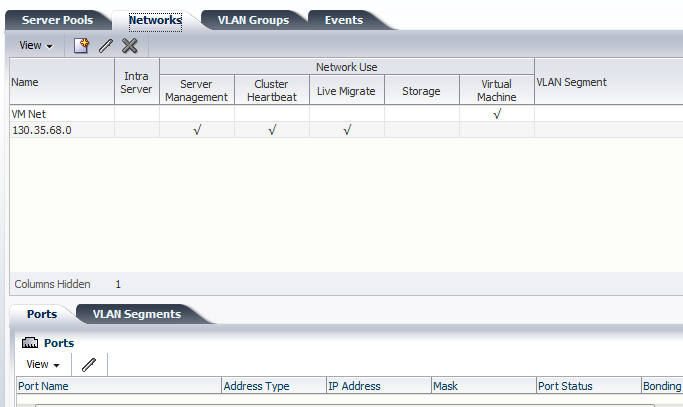 Server Pools Networks VLAN Groups Events
View
Network Use
Name Intra Server Server Management Cluster Heartbeat Live Migrate Storage Virtual Machine VLAN Segment
VM Net √
130.35.68.0 √ √ √
Columns Hidden 1
Ports VLAN Segments
Ports
View
Port Name Address Type IP Address Mask Port Status Bonding